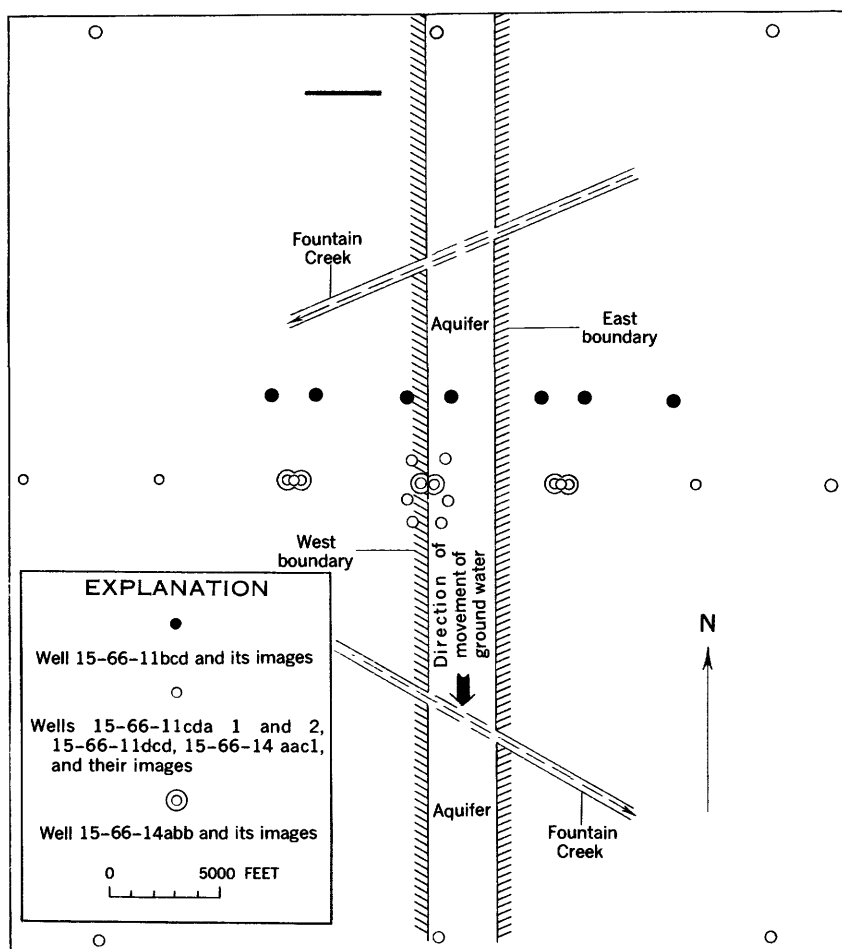 Fountain
Creek
Aquifer
East
boundary
West
boundary
Direction of
movement of
ground water
N
EXPLANATION
Well 15-66-11bcd and its images
Wells 15-66-11cda 1 and 2,
15-66-11dcd, 15-66-14 aac1,
and their images
Well 15-66-14abb and its images
0 5000 FEET
Aquifer
Fountain
Creek